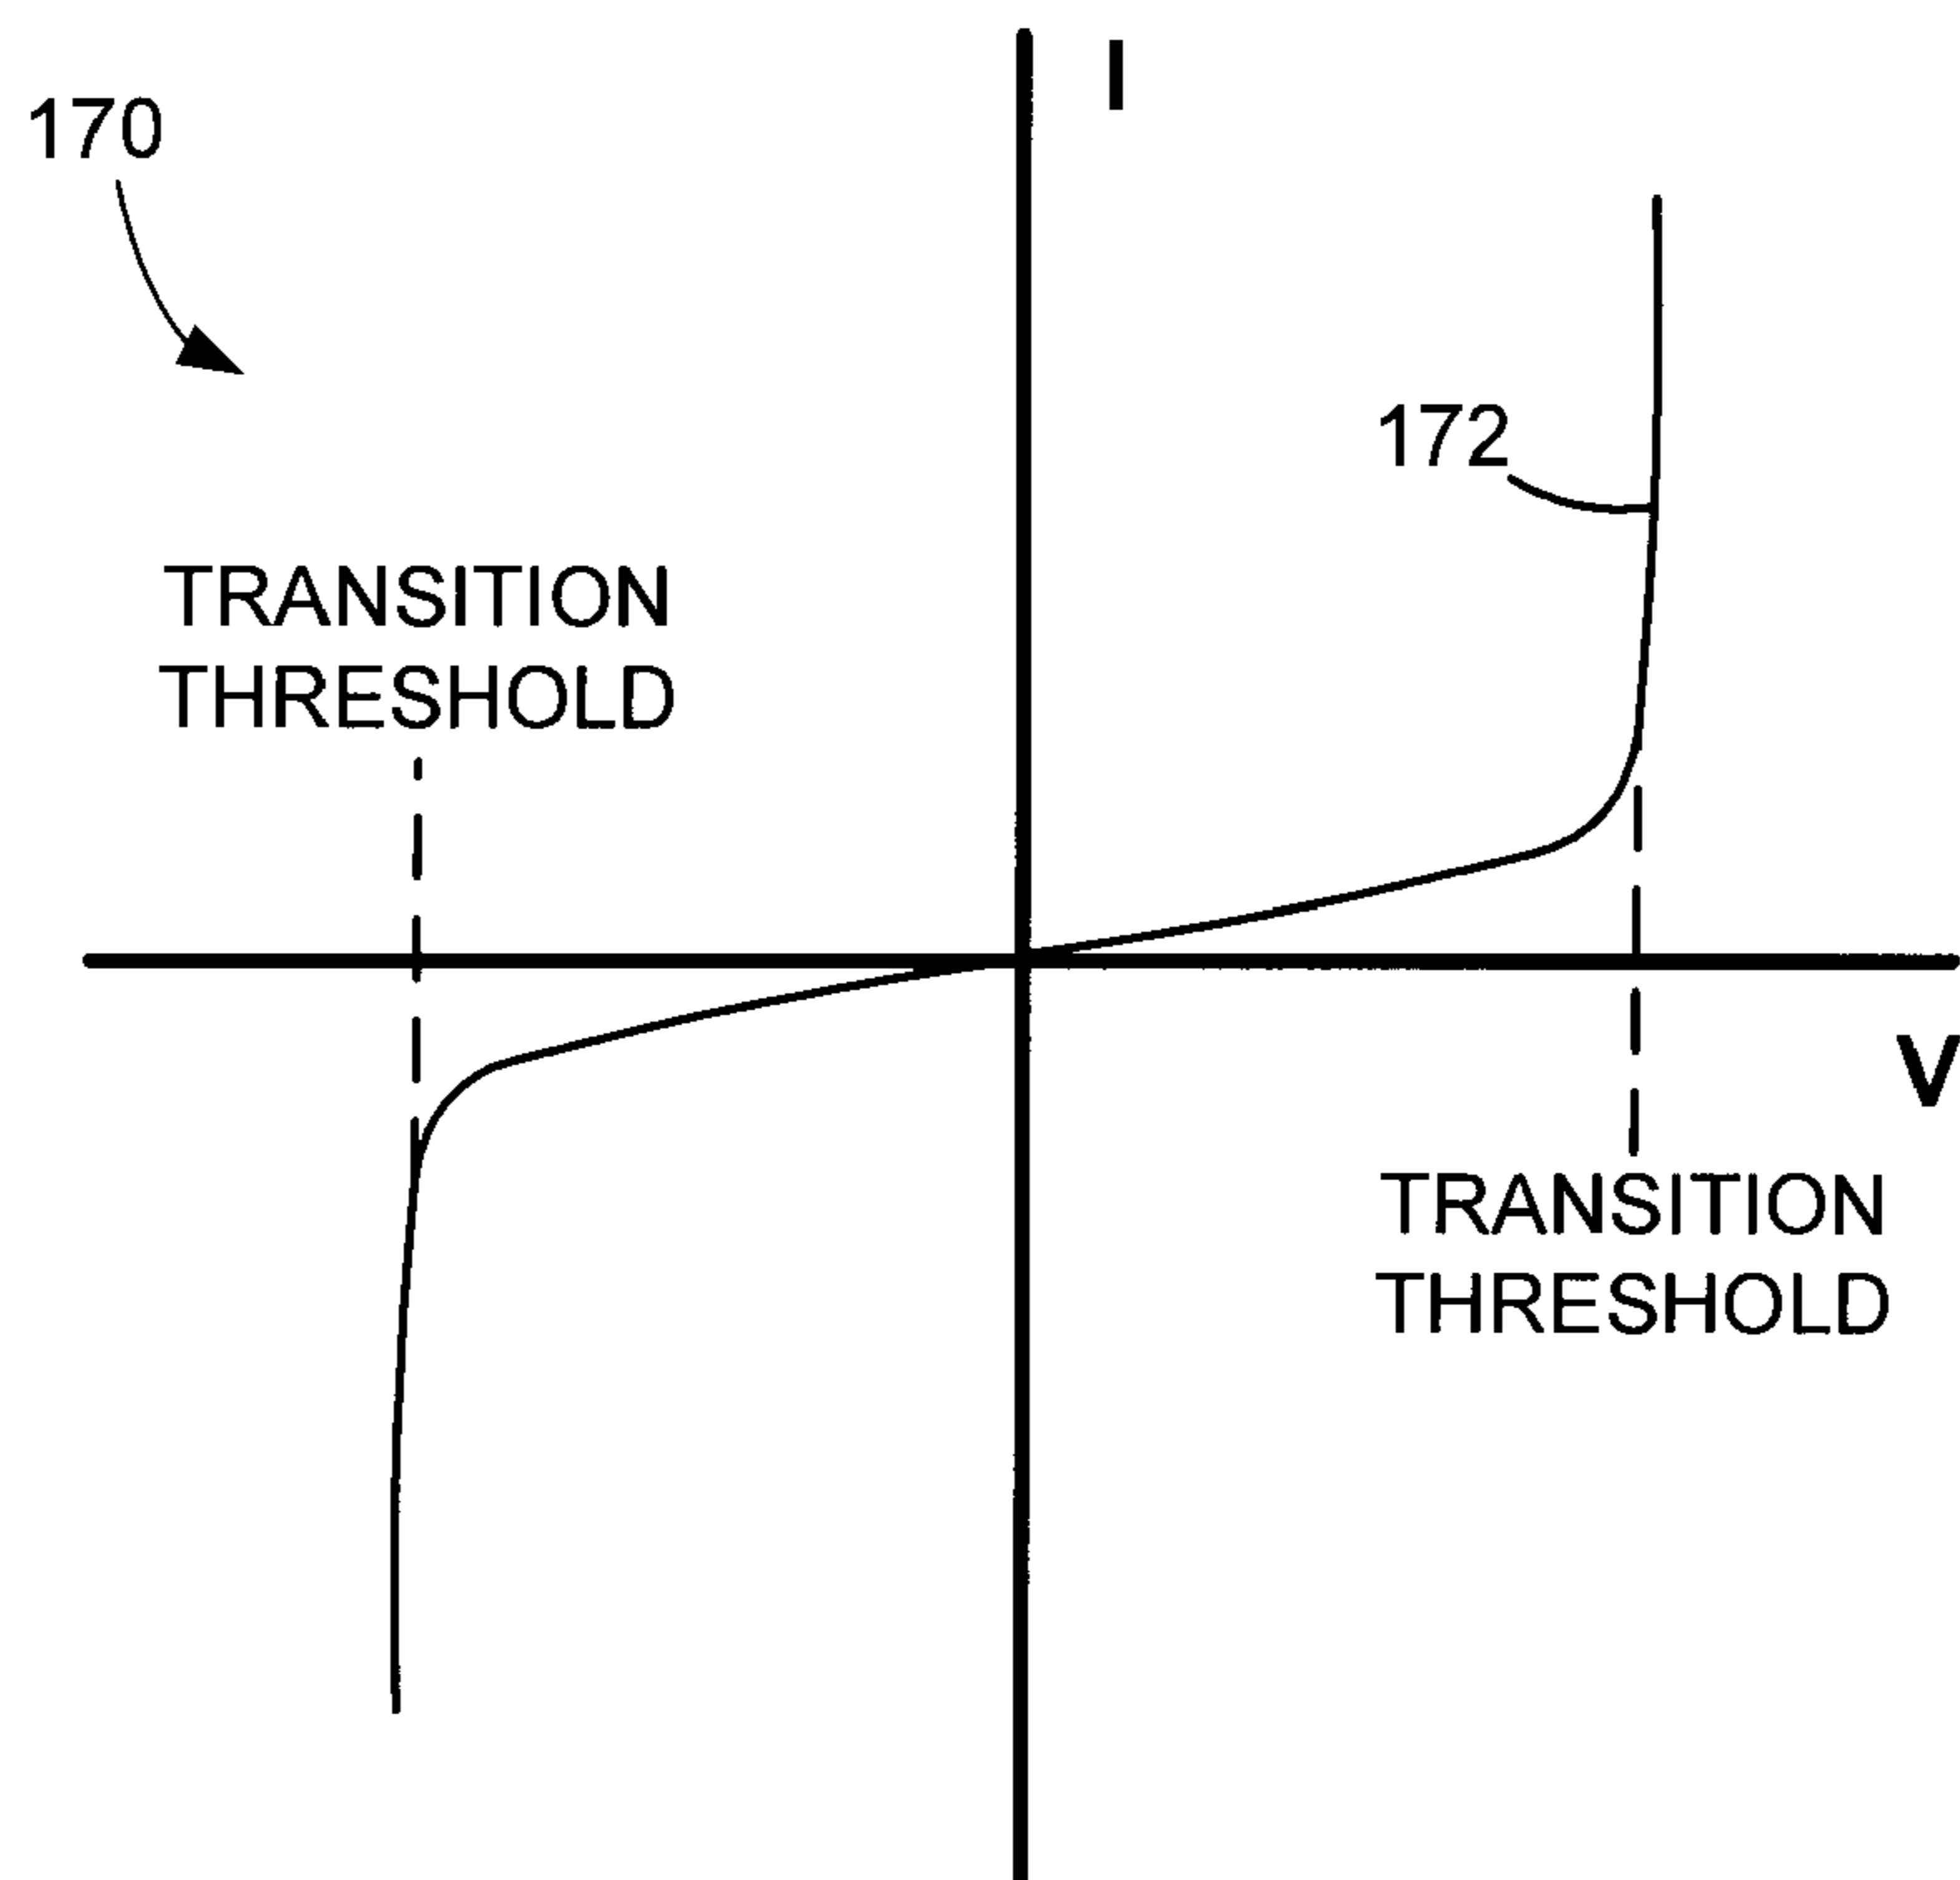 I
170
172
TRANSITION
THRESHOLD
V
TRANSITION
THRESHOLD